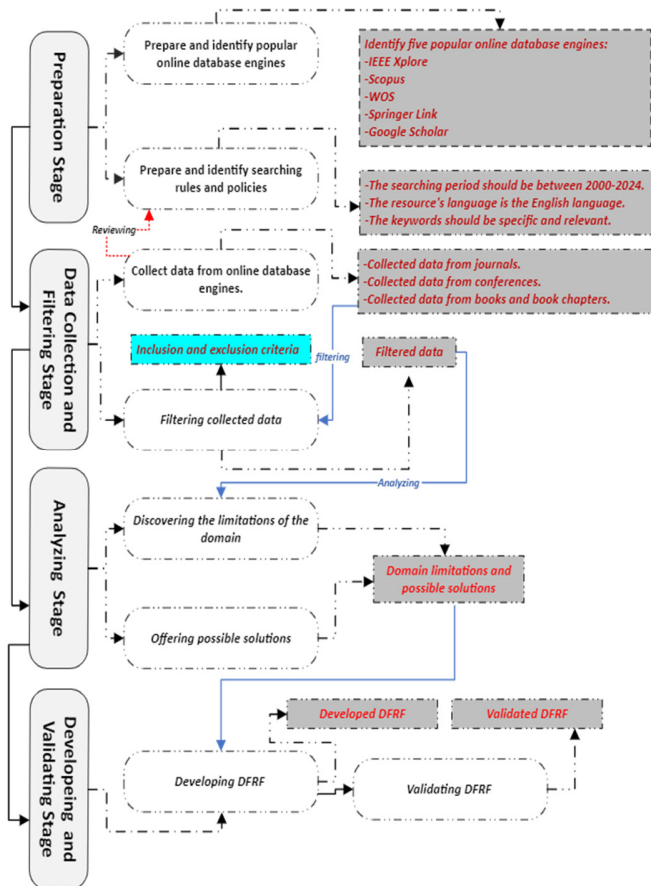 Preparation Stage
Prepare and identify popular
online database engines
Identify five popular online database engines:
-IEEE Xplore
-Scopus
-WOS
-Springer Link
-Google Scholar
Prepare and identify searching
rules and policies
-The searching period should be between 2000-2024.
-The resource's language is the English language.
-The keywords should be specific and relevant.
Reviewing
Data Collection and
Filtering Stage
Collect data from online database
engines.
-Collected data from journals.
-Collected data from conferences.
-Collected data from books and book chapters.
Inclusion and exclusion criteria
filtering
Filtered data
Filtering collected data
Analyzing
Analyzing Stage
Discovering the limitations of the
domain
Domain limitations and
possible solutions
Offering possible solutions
Developeing and
Validating Stage
Developed DFRF
Validated DFRF
Developing DFRF
Validating DFRF